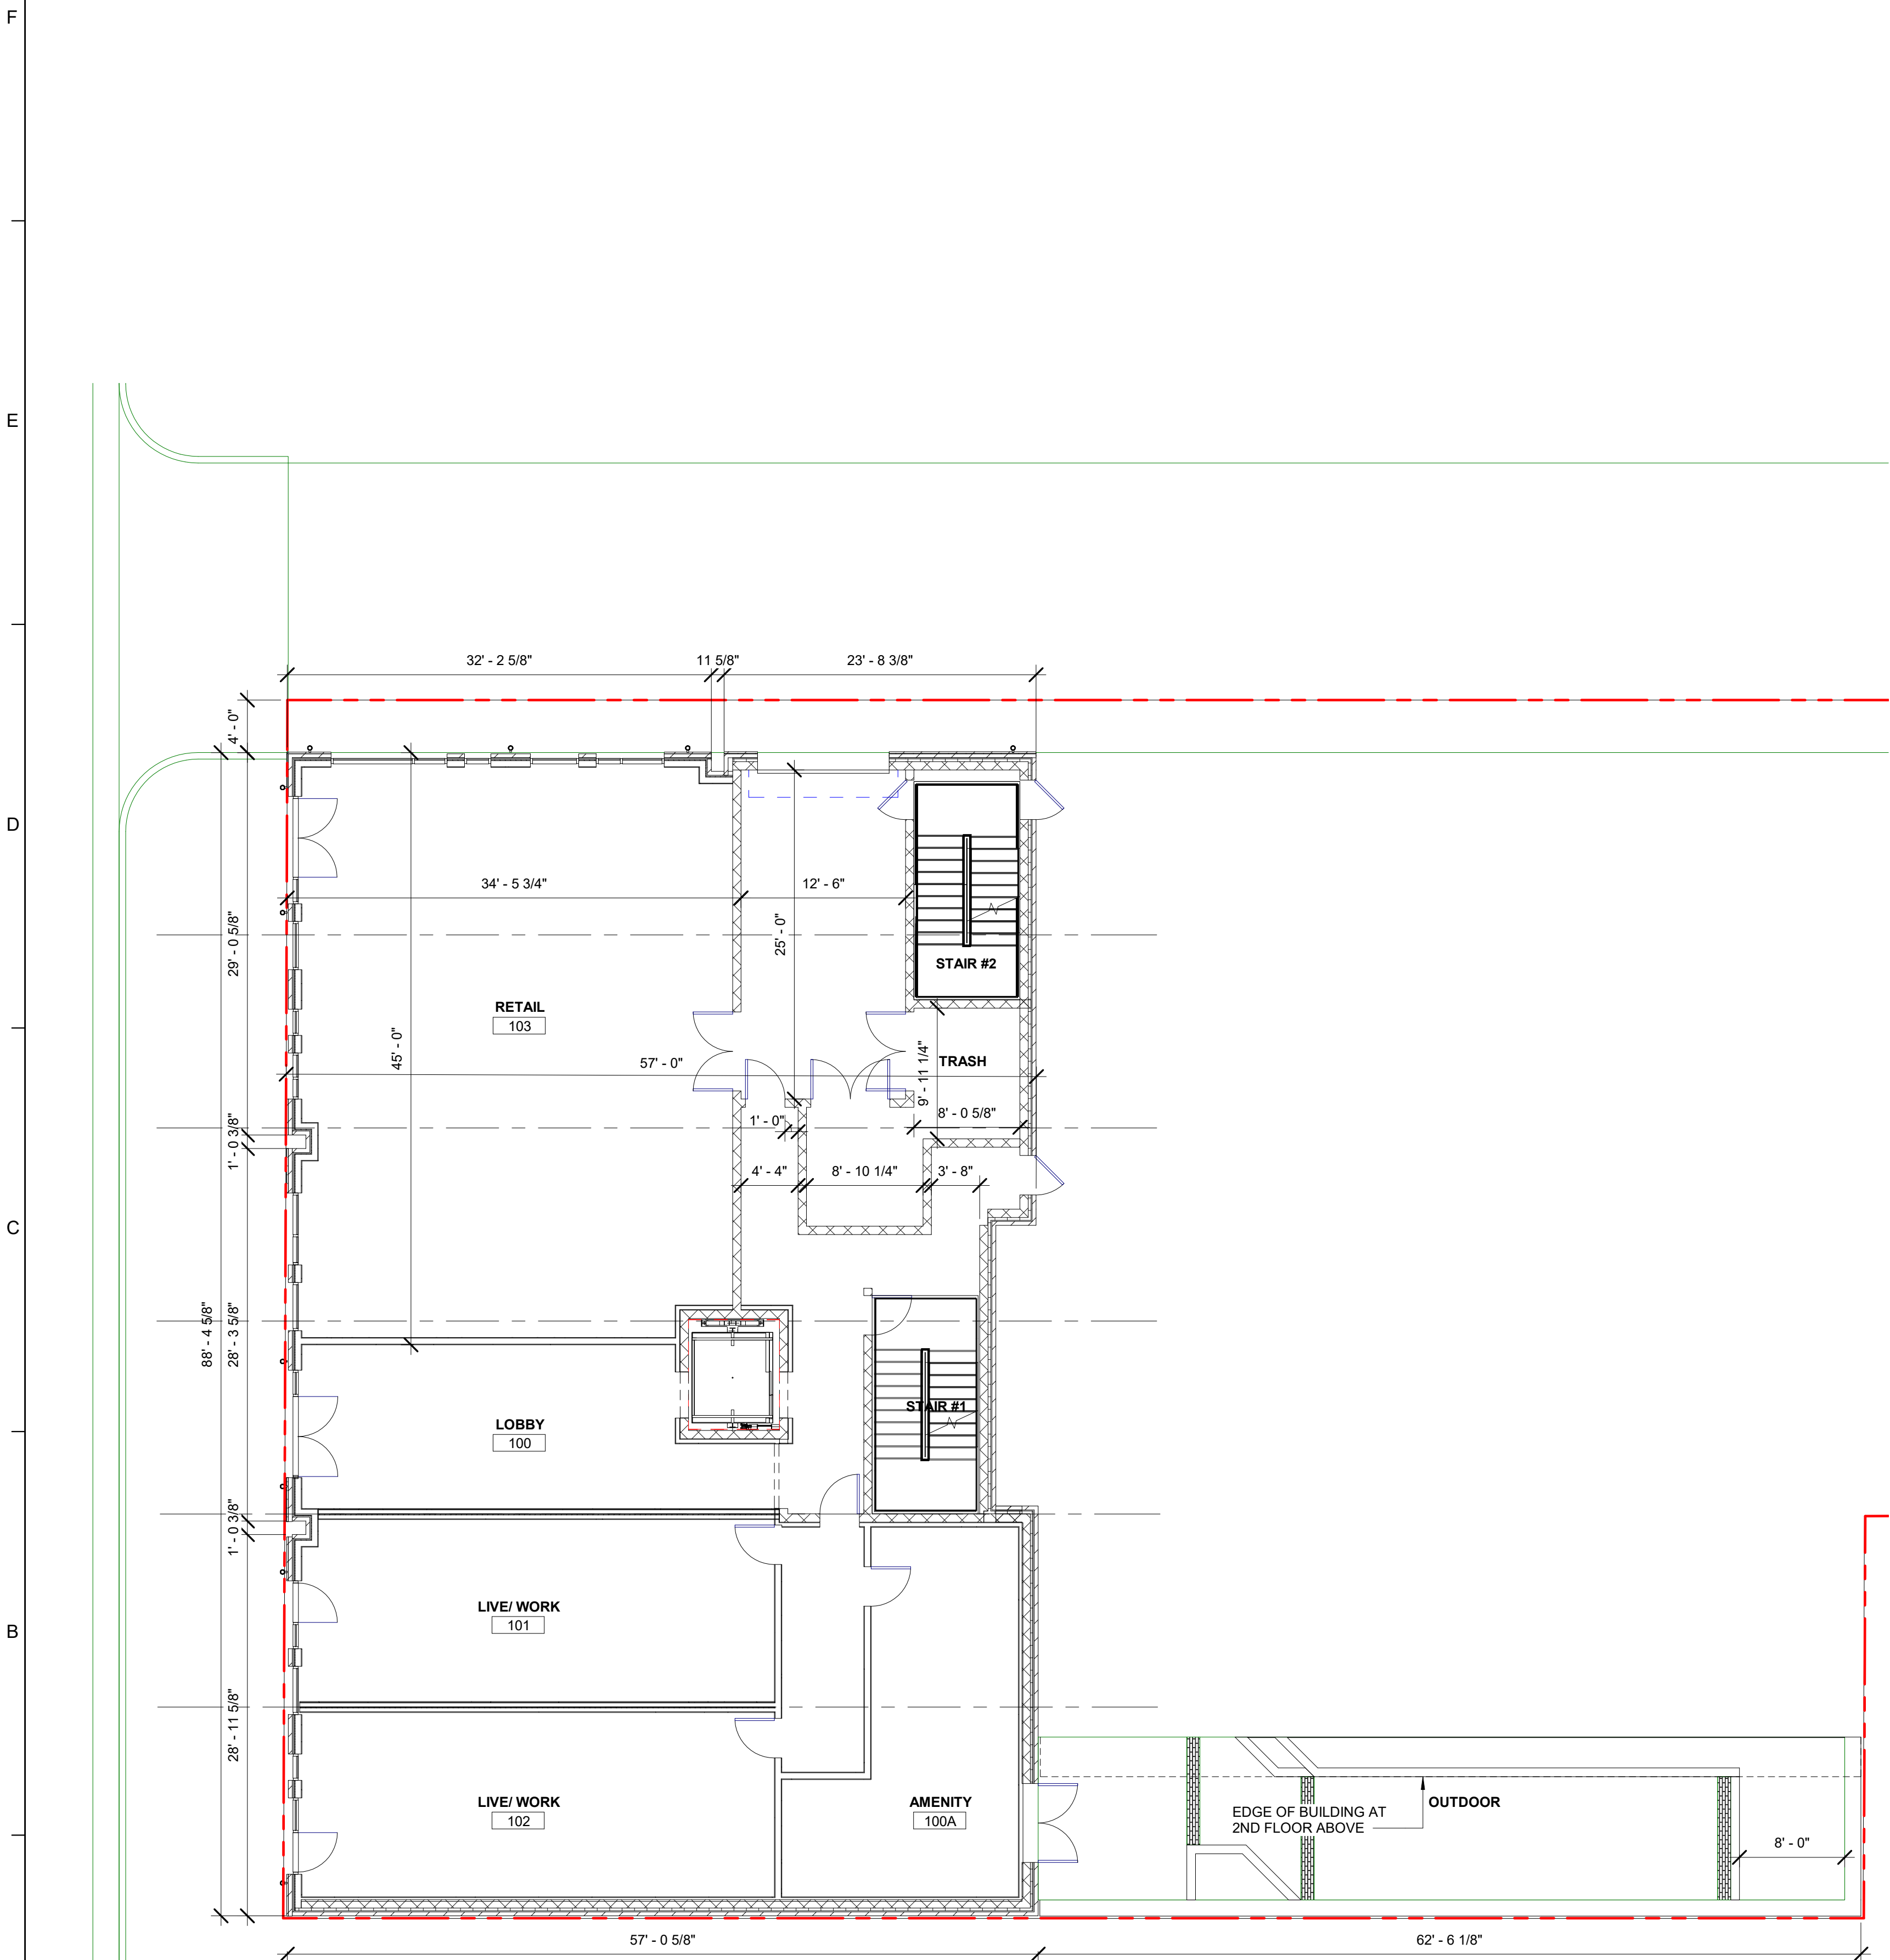 F
E
32' - 2 5/8"
11 5/8"
23' - 8 3/8"
4' - 0"
D
34' - 5 3/4"
12' - 6"
29' - 0 5/8"
25' - 0"
STAIR #2
RETAIL
103
45' - 0"
57' - 0"
9' - 11 1/4"
TRASH
8' - 0 5/8"
1' - 0"
1' - 0 3/8"
4' - 4"
8' - 10 1/4"
3' - 8"
C
88' - 4 5/8"
28' - 3 5/8"
STAIR #1
LOBBY
100
1' - 0 3/8"
LIVE/ WORK
101
B
28' - 11 5/8"
LIVE/ WORK
102
AMENITY
100A
EDGE OF BUILDING AT
2ND FLOOR ABOVE
OUTDOOR
8' - 0"
57' - 0 5/8"
62' - 6 1/8"